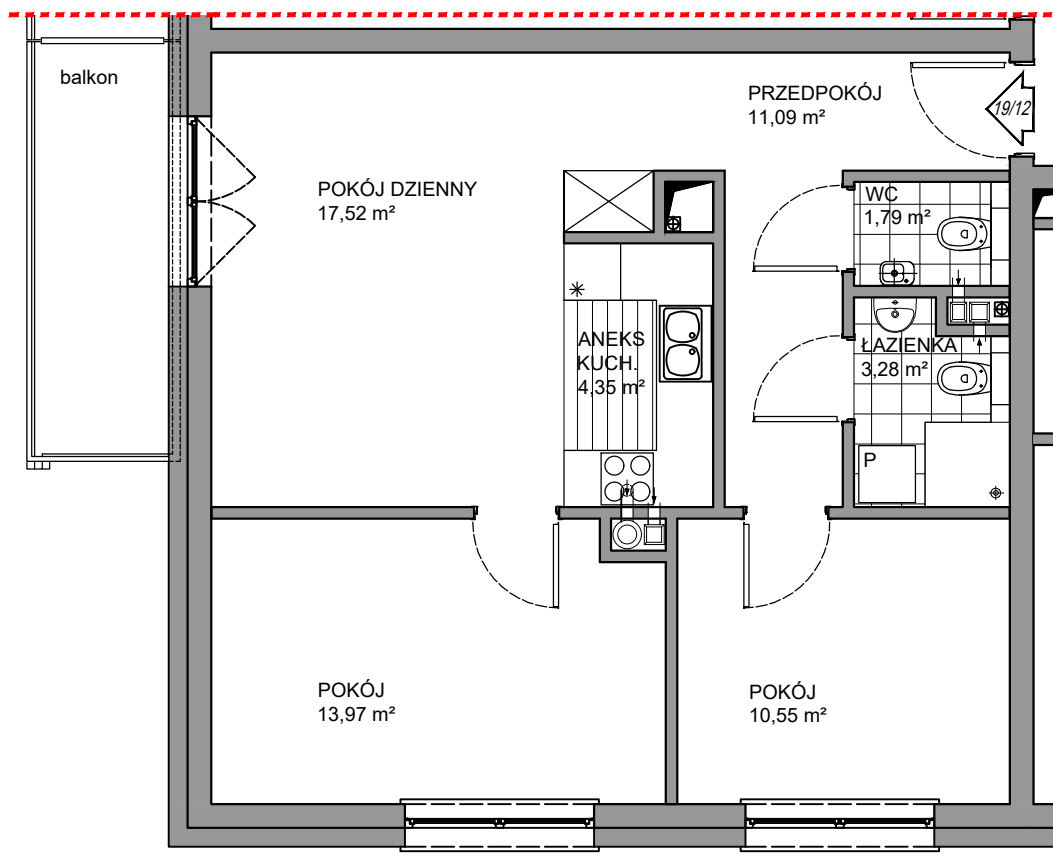 balkon
PRZEDPOKÓJ
11,09 m²
19/12
POKÓJ DZIENNY
17,52 m²
WC
1,79 m²
ANEKS
KUCH.
4,35 m²
ŁAZIENKA
3,28 m²
P
POKÓJ
13,97 m²
POKÓJ
10,55 m²